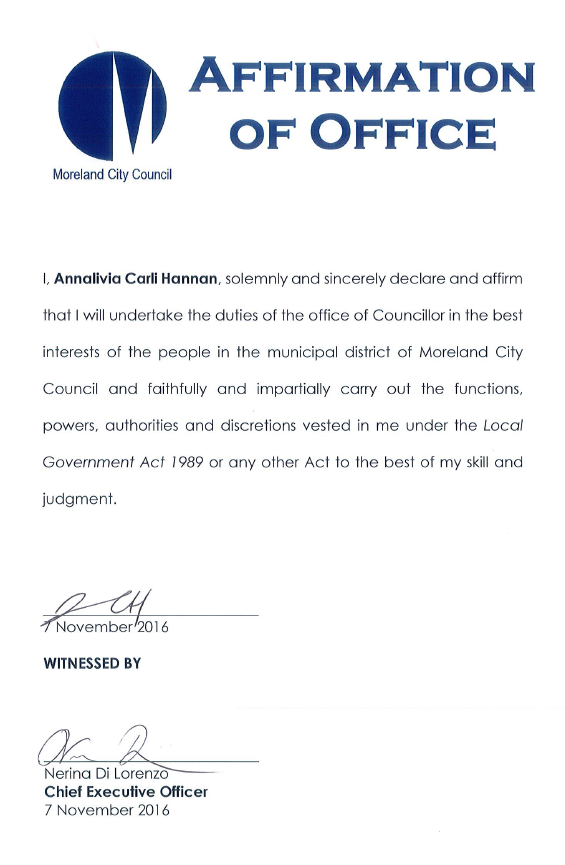 AFFIRMATION
OF OFFICE
Moreland City Council
I, Annalivia Carli Hannan, solemnly and sincerely declare and affirm
that I will undertake the duties of the office of Councillor in the best
interests of the people in the municipal district of Moreland City
Council and faithfully and impartially carry out the functions,
powers, authorities and discretions vested in me under the Local
Government Act 1989 or any other Act to the best of my skill and
judgment.
7 November 2016
WITNESSED BY
Nerina Di Lorenzo
Chief Executive Officer
7 November 2016